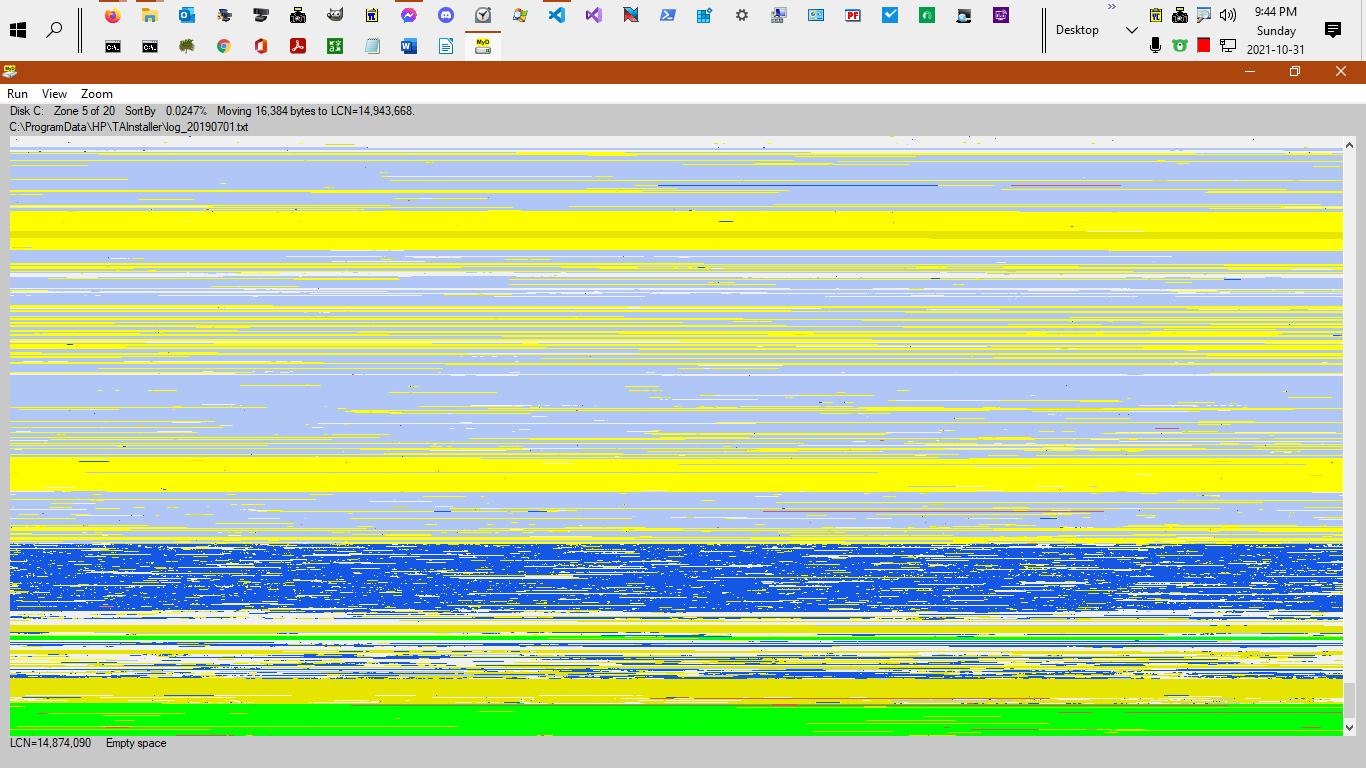 9:44 PM
Desktop
Sunday
2021-10-31
C:\.
C:\.
MyD
Run View Zoom
Disk C: Zone 5 of 20 SortBy 0.0247% Moving 16,384 bytes to LCN=14,943,668.
C:\ProgramData\HP\TAInstaller\log_20190701.txt
LCN=14,874,090 Empty space